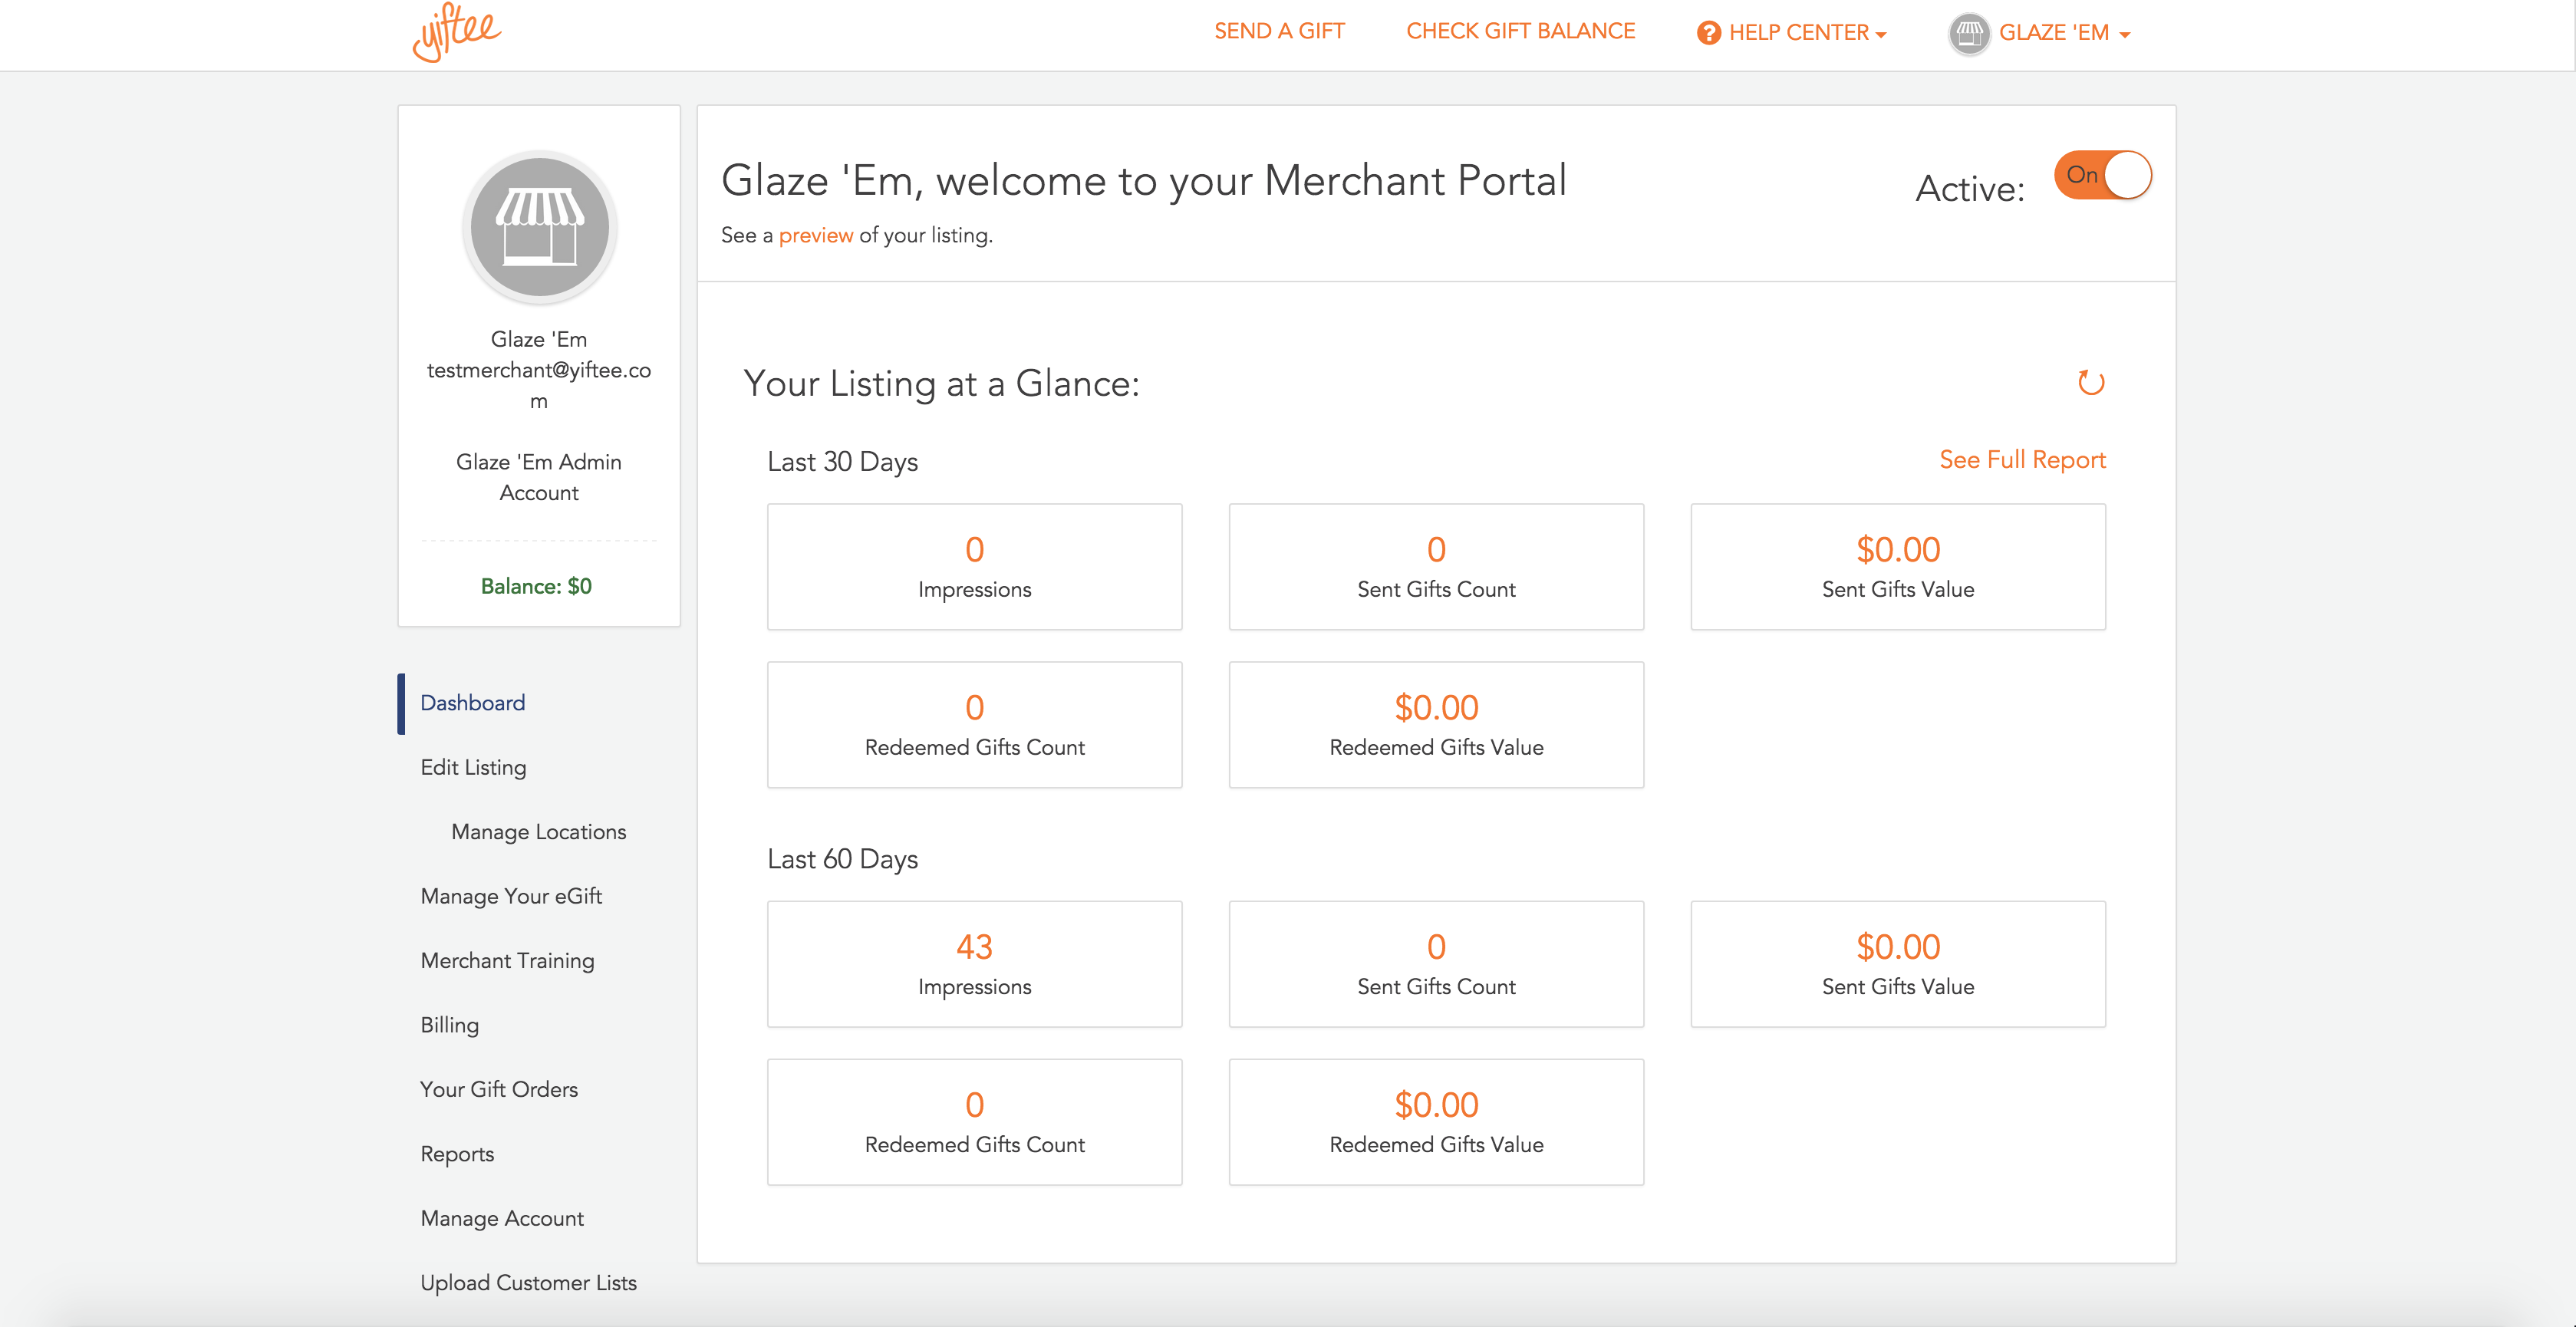 yiftee
SEND A GIFT
CHECK GIFT BALANCE
? HELP CENTER
GLAZE 'EM
Glaze 'Em
testmerchant@yiftee.co
m
Glaze 'Em Admin
Account
Balance: $0
Dashboard
Edit Listing
Manage Locations
Manage Your eGift
Merchant Training
Billing
Your Gift Orders
Reports
Manage Account
Upload Customer Lists
Glaze 'Em, welcome to your Merchant Portal
See a preview of your listing.
Active:
On
Your Listing at a Glance:
Last 30 Days
See Full Report
0
Impressions
0
Sent Gifts Count
$0.00
Sent Gifts Value
0
Redeemed Gifts Count
$0.00
Redeemed Gifts Value
Last 60 Days
43
Impressions
0
Sent Gifts Count
$0.00
Sent Gifts Value
0
Redeemed Gifts Count
$0.00
Redeemed Gifts Value